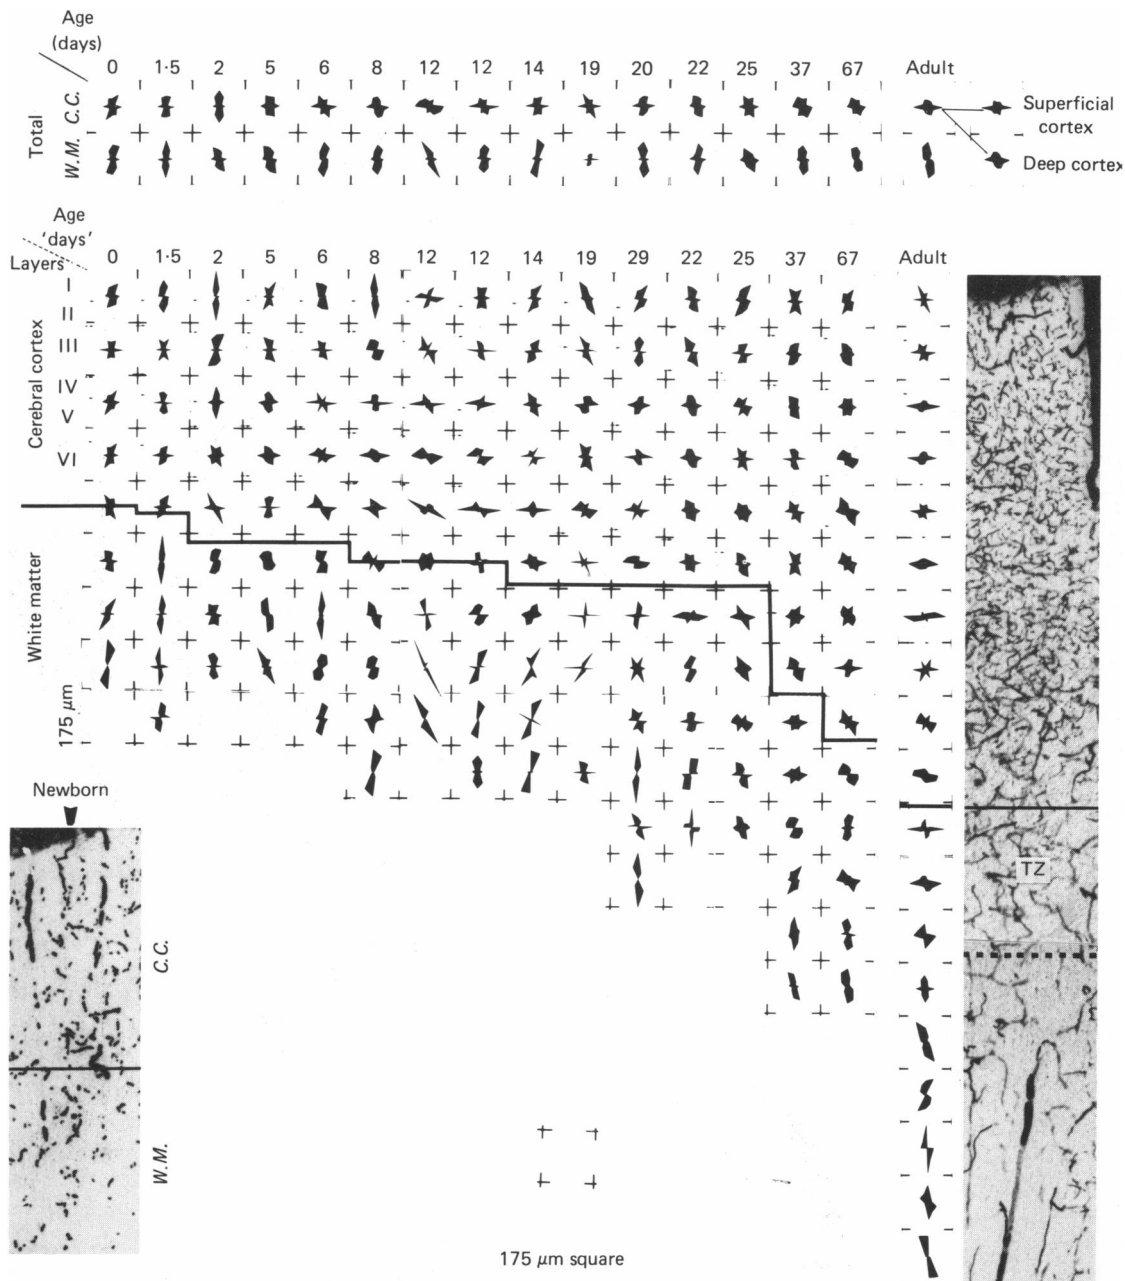 Age
(days)
0 1·5 2 5 6 8 12 12 14 19 20 22 25 37 67 Adult
Total
C.C.
W.M.
Superficial
cortex
Deep cortex
Age
'days'
Layers
0 1·5 2 5 6 8 12 12 14 19 29 22 25 37 67 Adult
Cerebral cortex
I
II
III
IV
V
VI
White matter
175 μm
Newborn
C.C.
W.M.
TZ
175 μm square